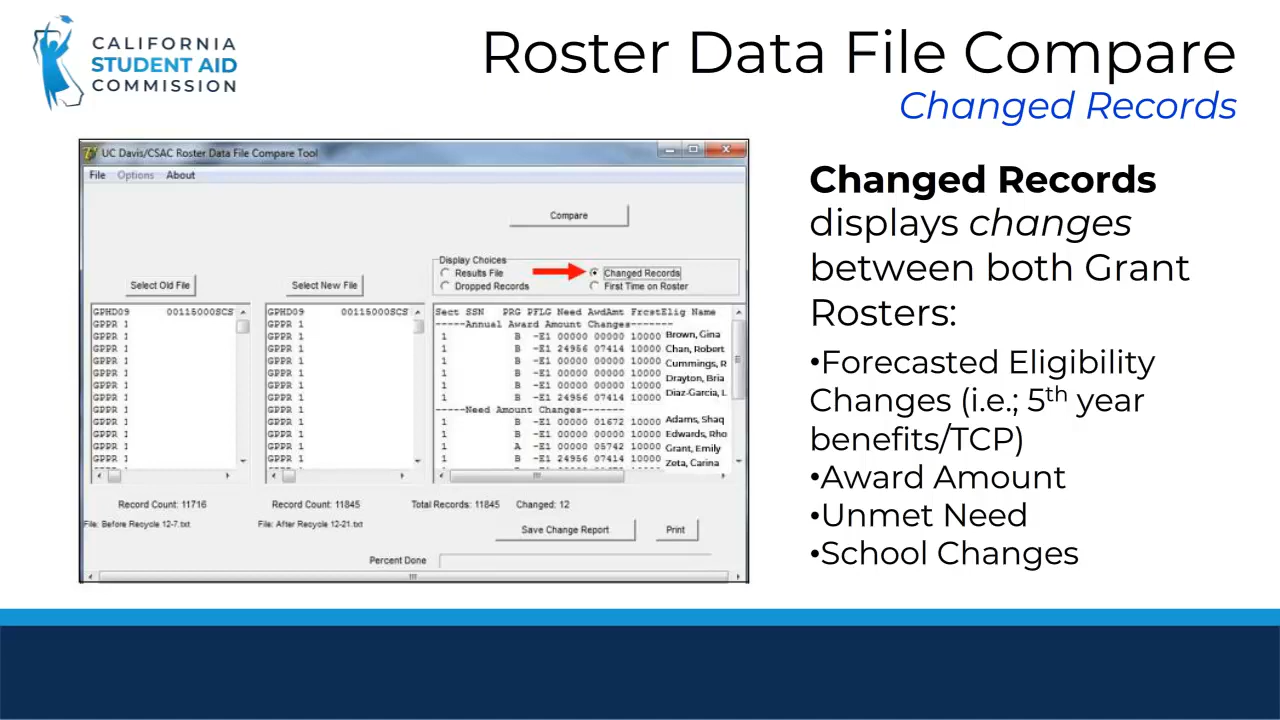 CALIFORNIA
STUDENT AID
COMMISSION
Roster Data File Compare
Changed Records
UC Davis/CSAC Roster Data File Compare Tool
File Options About
Compare
Display Choices
Results File
Changed Records
Dropped Records
First Time on Roster
Select Old File
Select New File
GPHD09 00115000SCS
GPPR 1
GPPR 1
GPPR 1
GPPR 1
GPPR 1
GPPR 1
GPPR 1
GPPR 1
GPPR 1
GPPR 1
GPPR 1
GPPR 1
GPPR 1
GPHD09 00115000SCS
GPPR 1
GPPR 1
GPPR 1
GPPR 1
GPPR 1
GPPR 1
GPPR 1
GPPR 1
GPPR 1
GPPR 1
GPPR 1
GPPR 1
GPPR 1
Sect SSN PRG PFLG Need AwdAmt FrcstElig Name
-----Annual Award Amount Changes-------
1 B -E1 00000 00000 10000 Brown, Gina
1 B -E1 24956 07414 10000 Chan, Robert
1 B -E1 00000 00000 10000 Cummings, R
1 B -E1 00000 00000 10000 Drayton, Bria
1 B -E1 24956 07414 10000 Diaz-Garcia, L
-----Need Amount Changes-------
1 B -E1 00000 01672 10000 Adams, Shaq
1 B -E1 00000 00000 10000 Edwards, Rho
1 A -E1 00000 05742 10000 Grant, Emily
1 B -E1 24956 07414 10000 Zeta, Carina
Record Count: 11716
Record Count: 11845
Total Records: 11845 Changed: 12
File: Before Recycle 12-7.txt
File: After Recycle 12-21.txt
Save Change Report
Print
Percent Done
Changed Records
displays changes
between both Grant
Rosters:
•Forecasted Eligibility
Changes (i.e.; 5th year
benefits/TCP)
•Award Amount
•Unmet Need
•School Changes